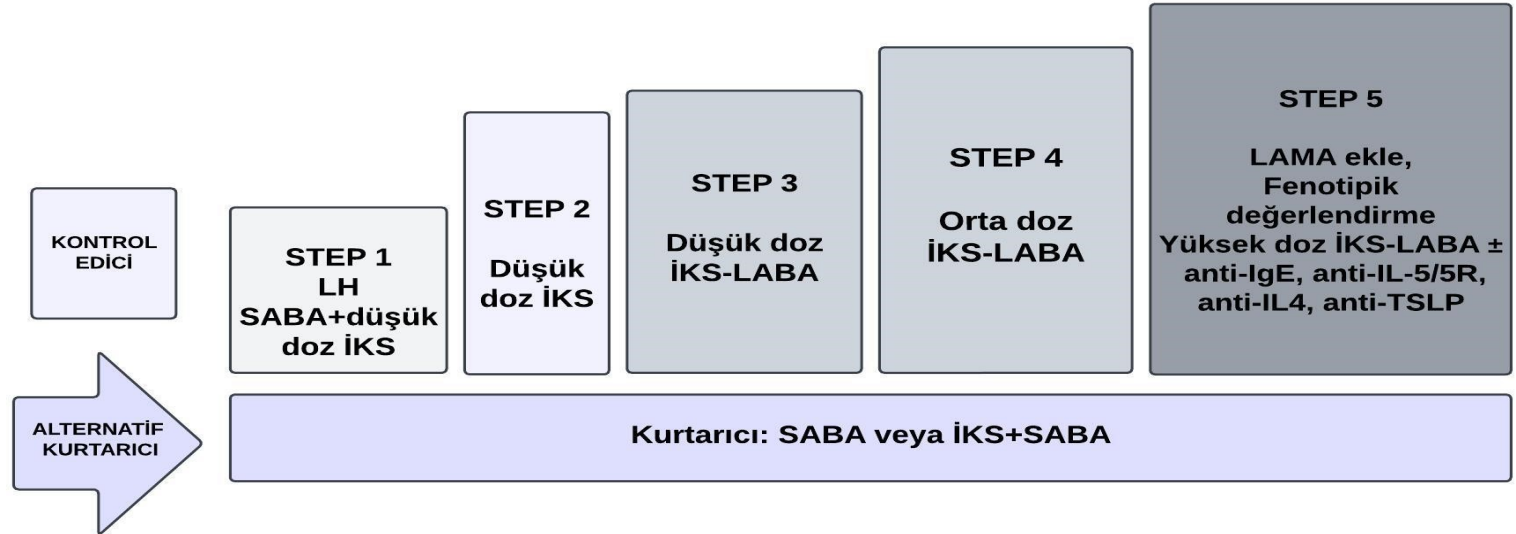 KONTROL
EDİCİ
STEP 1
LH
SABA+düşük
doz İKS
STEP 2
Düşük
doz İKS
STEP 3
Düşük doz
İKS-LABA
STEP 4
Orta doz
İKS-LABA
STEP 5
LAMA ekle,
Fenotipik
değerlendirme
Yüksek doz İKS-LABA ±
anti-IgE, anti-IL-5/5R,
anti-IL4, anti-TSLP
ALTERNATİF
KURTARICI
Kurtarıcı: SABA veya İKS+SABA